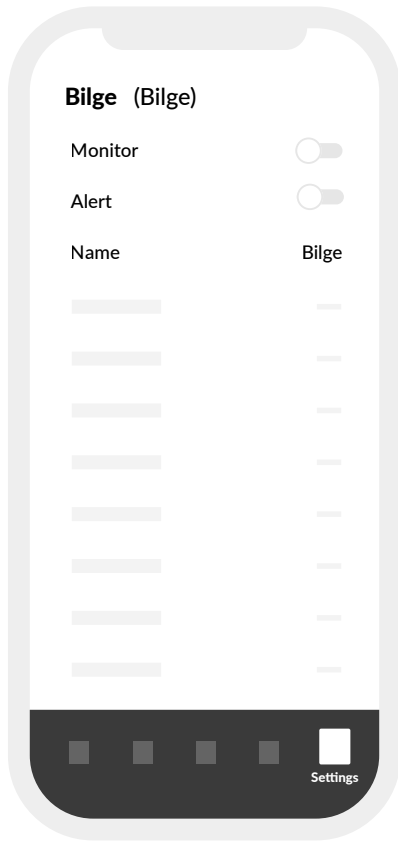 Bilge (Bilge)
Monitor
Alert
Name Bilge
Settings